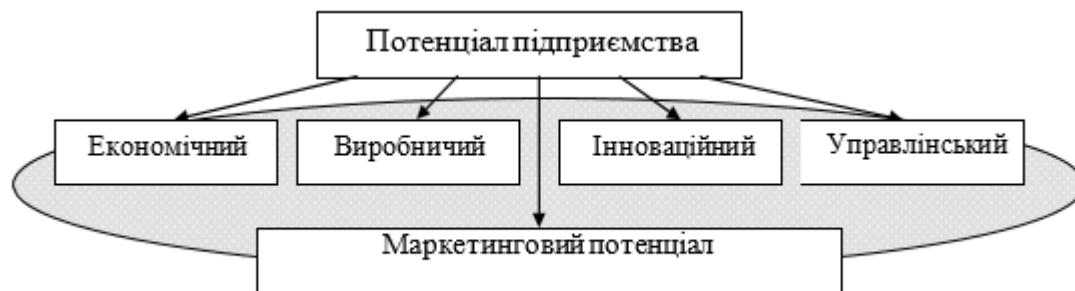 Потенціал підприємства
Економічний
Виробничий
Інноваційний
Управлінський
Маркетинговий потенціал